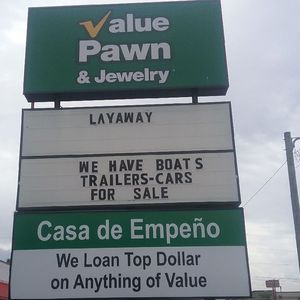 Value
Pawn
& Jewelry
LAYAWAY
WE HAVE BOATS
TRAILERS-CARS
FOR SALE
Casa de Empeño
We Loan Top Dollar
on Anything of Value